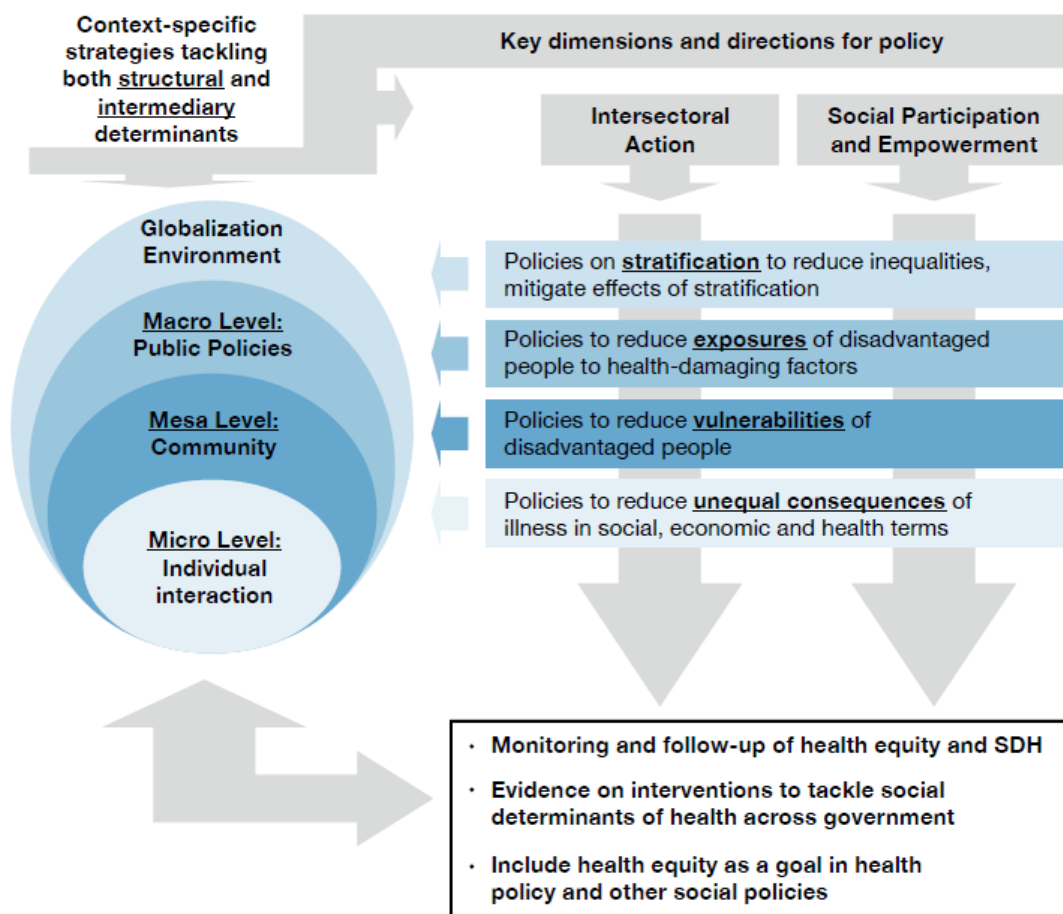 Context-specific
strategies tackling
both structural and
intermediary
determinants
Key dimensions and directions for policy
Intersectoral
Action
Social Participation
and Empowerment
Globalization
Environment
Macro Level:
Public Policies
Mesa Level:
Community
Micro Level:
Individual
interaction
Policies on stratification to reduce inequalities,
mitigate effects of stratification
Policies to reduce exposures of disadvantaged
people to health-damaging factors
Policies to reduce vulnerabilities of
disadvantaged people
Policies to reduce unequal consequences of
illness in social, economic and health terms
· Monitoring and follow-up of health equity and SDH
· Evidence on interventions to tackle social
determinants of health across government
· Include health equity as a goal in health
policy and other social policies